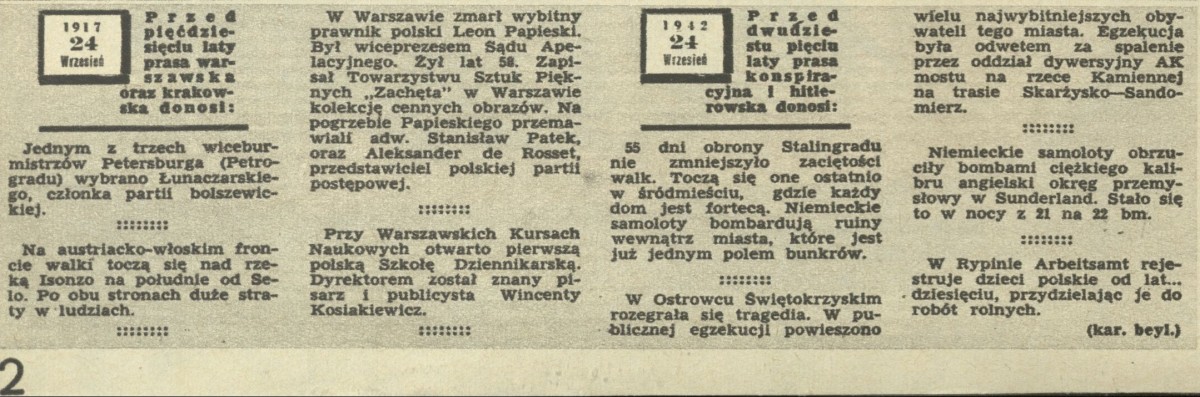 1917
24
Wrzesień
Przed
pięćdzie-
sięciu laty
prasa war-
szawska
oraz krakow-
ska donosi:
Jednym z trzech wicebur-
mistrzów Petersburga (Petro-
gradu) wybrano Łunaczarskie-
go, członka partii bolszewic-
kiej.
Na austriacko-włoskim fron-
cie walki toczą się nad rze-
ką Isonzo na południe od Se-
lo. Po obu stronach duże stra-
ty w ludziach.
W Warszawie zmarł wybitny
prawnik polski Leon Papieski.
Był wiceprezesem Sądu Ape-
lacyjnego. Żył lat 58. Zapi-
sał Towarzystwu Sztuk Pięk-
nych „Zachęta" w Warszawie
kolekcję cennych obrazów. Na
pogrzebie Papieskiego przema-
wiali adw. Stanisław Patek,
oraz Aleksander de Rosset,
przedstawiciel polskiej partii
postępowej.
Przy Warszawskich Kursach
Naukowych otwarto pierwszą
polską Szkołę Dziennikarską.
Dyrektorem został znany pi-
sarz i publicysta Wincenty
Kosiakiewicz.
1942
24
Wrzesień
Przed
dwudzie-
stu pięciu
laty prasa
konspira-
cyjna i hitle-
rowska donosi:
55 dni obrony Stalingradu
nie zmniejszyło zaciętości
walk. Toczą się one ostatnio
w śródmieściu, gdzie każdy
dom jest fortecą. Niemieckie
samoloty bombardują ruiny
wewnątrz miasta, które jest
już jednym polem bunkrów.
W Ostrowcu Świętokrzyskim
rozegrała się tragedia. W pu-
blicznej egzekucji powieszono
wielu najwybitniejszych oby-
wateli tego miasta. Egzekucja
była odwetem za spalenie
przez oddział dywersyjny AK
mostu na rzece Kamiennej
na trasie Skarżysko—Sando-
mierz.
Niemieckie samoloty obrzu-
ciły bombami ciężkiego kali-
bru angielski okręg przemy-
słowy w Sunderland. Stało się
to w nocy z 21 na 22 bm.
W Rypinie Arbeitsamt reje-
struje dzieci polskie od lat...
dziesięciu, przydzielając je do
robót rolnych.
(kar. beyl.)
2